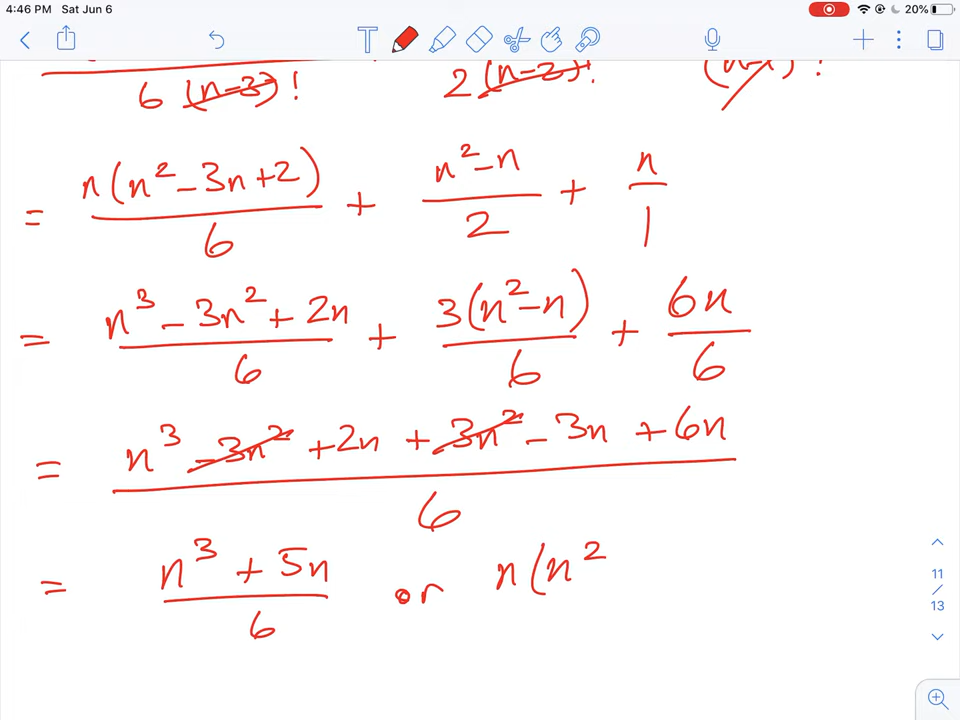 4:46 PM Sat Jun 6 20%
T
6 (n-3)! 2 (n-2)! (n-1)!
= n(n² - 3n + 2)/6 + (n² - n)/2 + n/1
= (n³ - 3n² + 2n)/6 + 3(n² - n)/6 + 6n/6
= (n³ - 3n² + 2n + 3n² - 3n + 6n)/6
= (n³ + 5n)/6 or n(n²
11
/
13